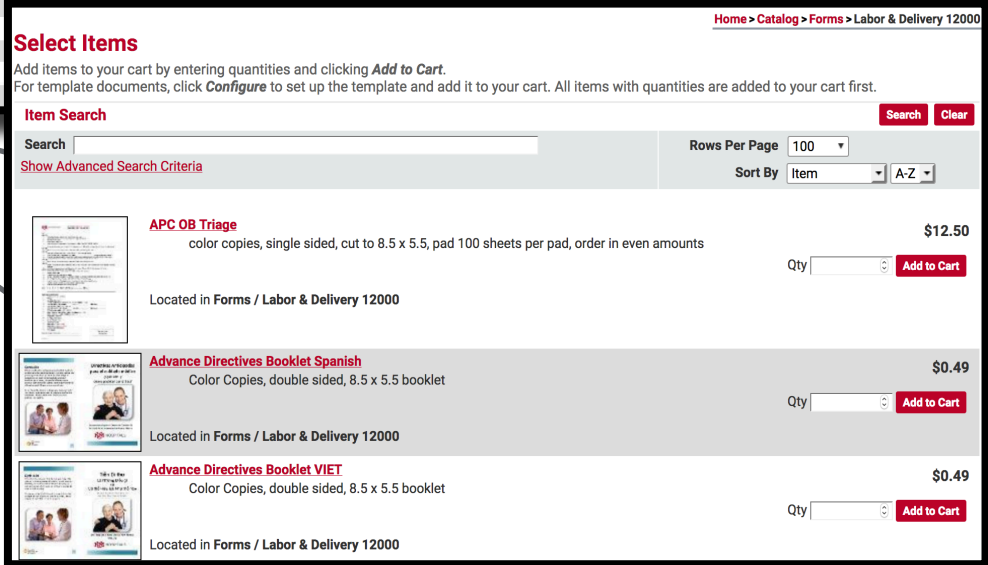 Home > Catalog > Forms > Labor & Delivery 12000
Select Items
Add items to your cart by entering quantities and clicking Add to Cart.
For template documents, click Configure to set up the template and add it to your cart. All items with quantities are added to your cart first.
Item Search
Search Clear
Search
Rows Per Page 100
Show Advanced Search Criteria
Sort By Item A-Z
APC OB Triage
$12.50
color copies, single sided, cut to 8.5 x 5.5, pad 100 sheets per pad, order in even amounts
Qty Add to Cart
Located in Forms / Labor & Delivery 12000
Advance Directives Booklet Spanish
$0.49
Color Copies, double sided, 8.5 x 5.5 booklet
Qty Add to Cart
Located in Forms / Labor & Delivery 12000
Advance Directives Booklet VIET
$0.49
Color Copies, double sided, 8.5 x 5.5 booklet
Qty Add to Cart
Located in Forms / Labor & Delivery 12000